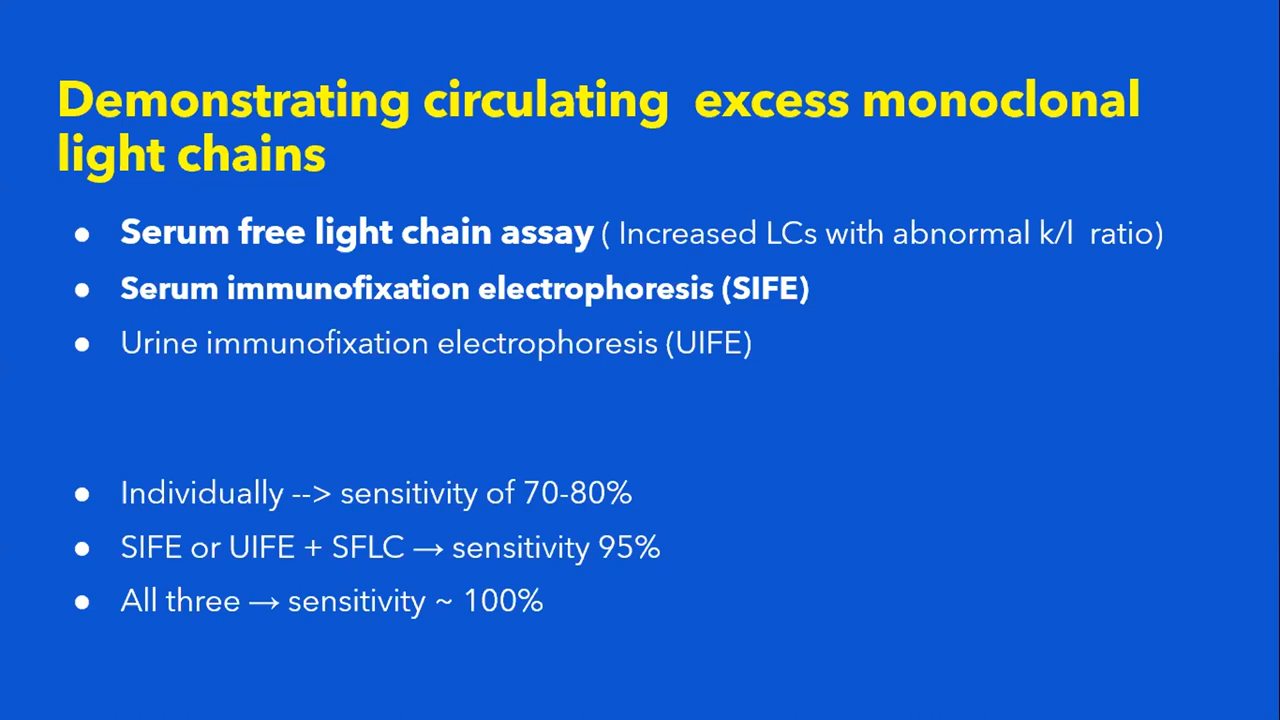 Demonstrating circulating  excess monoclonal
light chains
● Serum free light chain assay ( Increased LCs with abnormal k/l  ratio)
● Serum immunofixation electrophoresis (SIFE)
● Urine immunofixation electrophoresis (UIFE)
● Individually --> sensitivity of 70-80%
● SIFE or UIFE + SFLC → sensitivity 95%
● All three → sensitivity ~ 100%